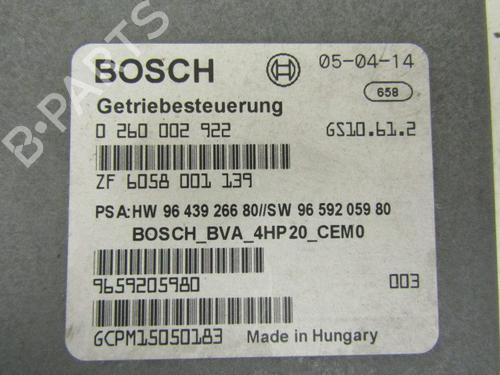 BOSCH
05-04-14
658
Getriebesteuerung
0 260 002 922
GS10.61.2
ZF 6058 001 139
PSA:HW 96 439 266 80//SW 96 592 059 80
BOSCH_BVA_4HP20_CEM0
9659205980
003
GCPM15050183
Made in Hungary
B-PARTS